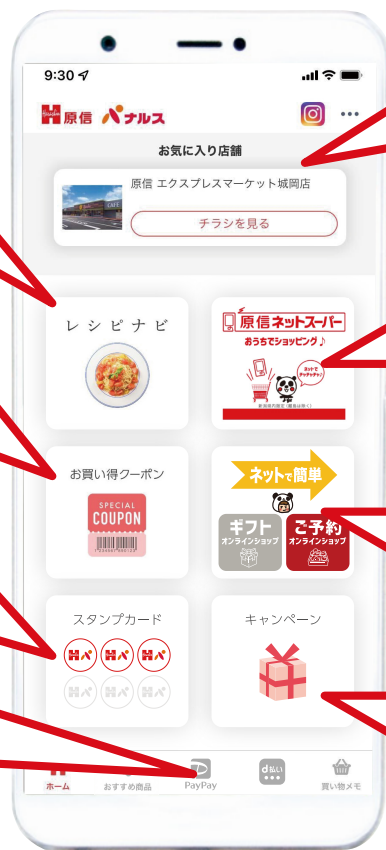 9:30
原信 ナルス
お気に入り店舗
原信 エクスプレスマーケット城岡店
チラシを見る
レシピナビ
原信ネットスーパー
おうちでショッピング♪
お買い得クーポン
SPECIAL
COUPON
ネットで簡単
ギフト
オンラインショップ
ご予約
オンラインショップ
スタンプカード
キャンペーン
ホーム
おすすめ商品
PayPay
d払い
買い物メモ